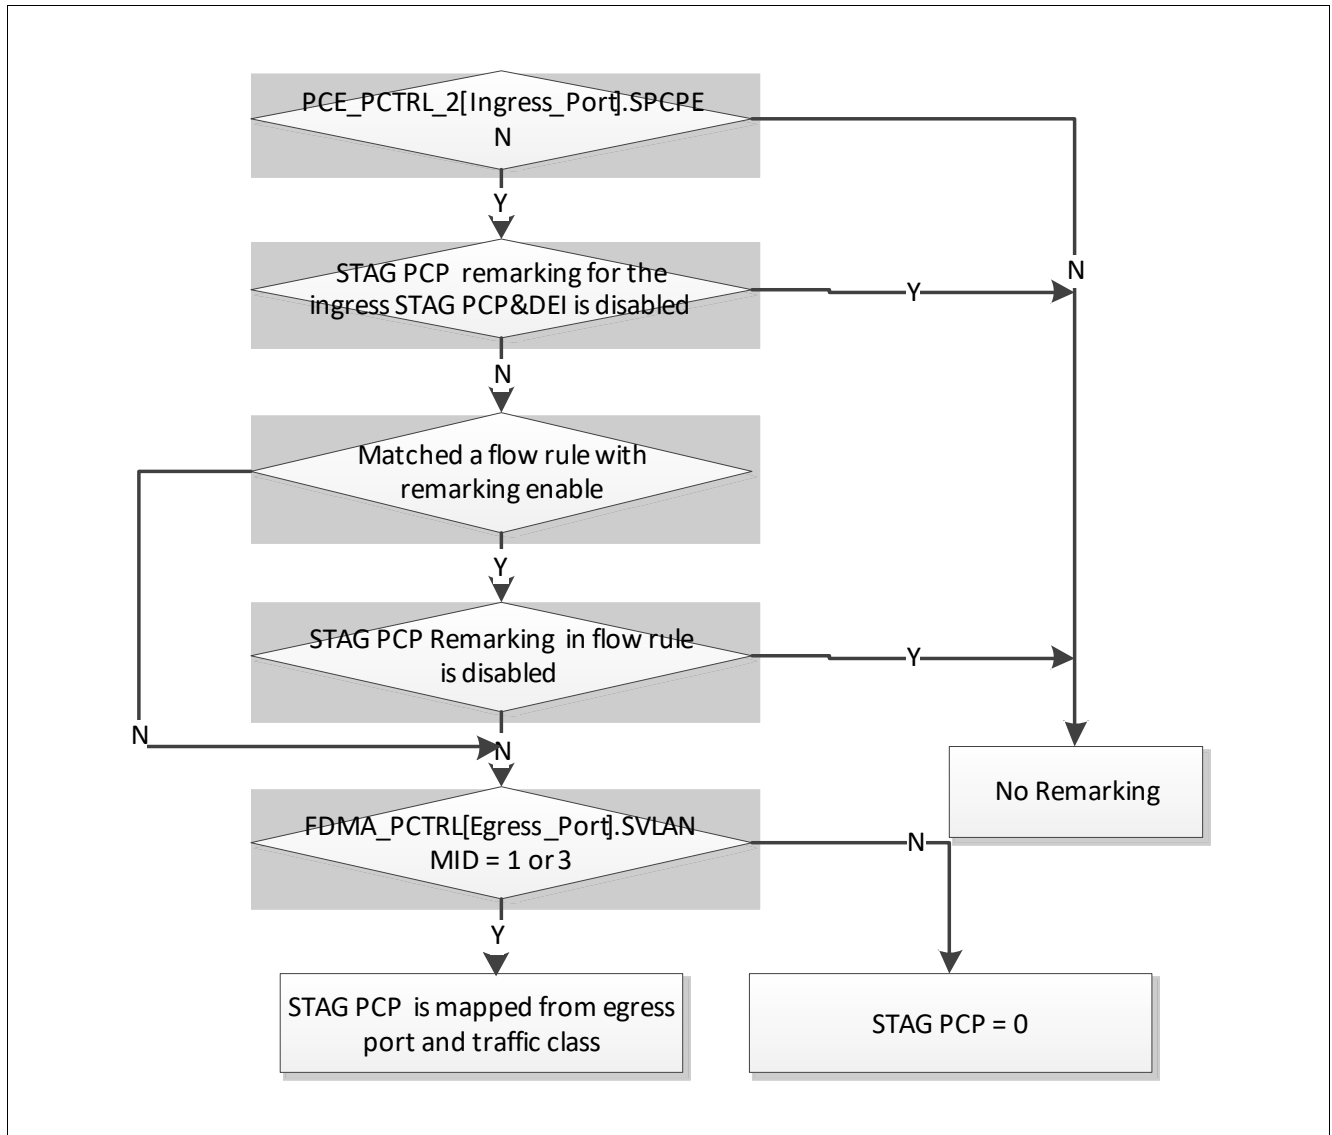 PCE_PCTRL_2[Ingress_Port].SPCPE
N
N
Y
STAG PCP remarking for the
ingress STAG PCP&DEI is disabled
Y
N
Matched a flow rule with
remarking enable
Y
STAG PCP Remarking in flow rule
is disabled
Y
N
N
No Remarking
FDMA_PCTRL[Egress_Port].SVLAN
MID = 1 or 3
N
Y
STAG PCP is mapped from egress
port and traffic class
STAG PCP = 0